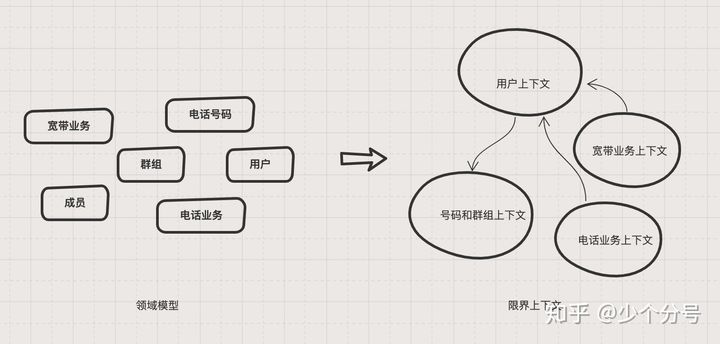 宽带业务
电话号码
群组
用户
成员
电话业务
领域模型
用户上下文
宽带业务上下文
号码和群组上下文
电话业务上下文
限界上下文
知乎 @少个分号